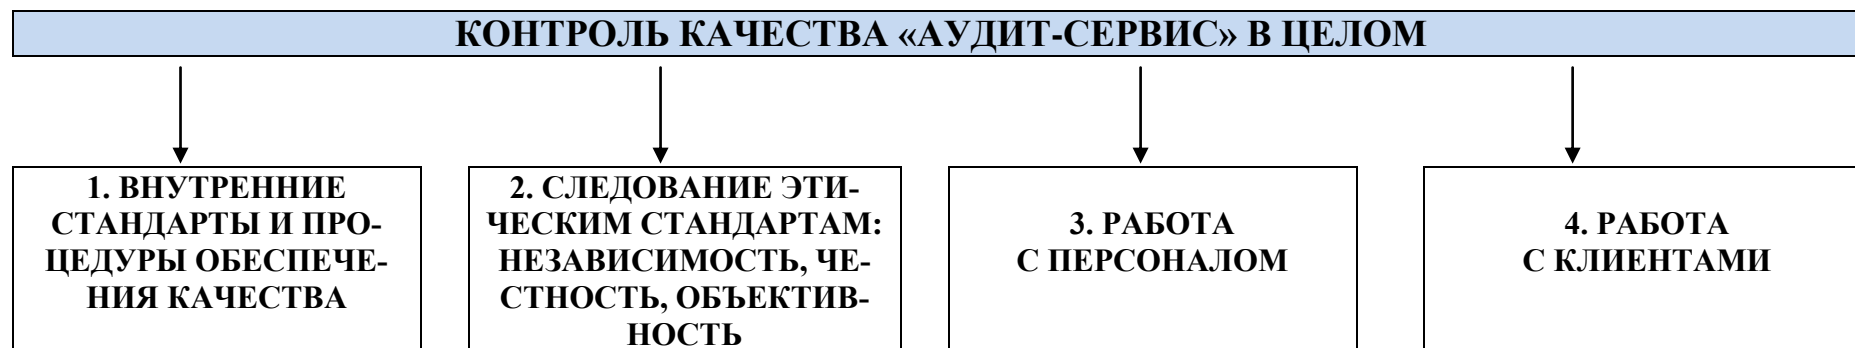 КОНТРОЛЬ КАЧЕСТВА «АУДИТ-СЕРВИС» В ЦЕЛОМ
1. ВНУТРЕННИЕ
СТАНДАРТЫ И ПРО-
ЦЕДУРЫ ОБЕСПЕЧЕ-
НИЯ КАЧЕСТВА
2. СЛЕДОВАНИЕ ЭТИ-
ЧЕСКИМ СТАНДАРТАМ:
НЕЗАВИСИМОСТЬ, ЧЕ-
СТНОСТЬ, ОБЪЕКТИВ-
НОСТЬ
3. РАБОТА
С ПЕРСОНАЛОМ
4. РАБОТА
С КЛИЕНТАМИ